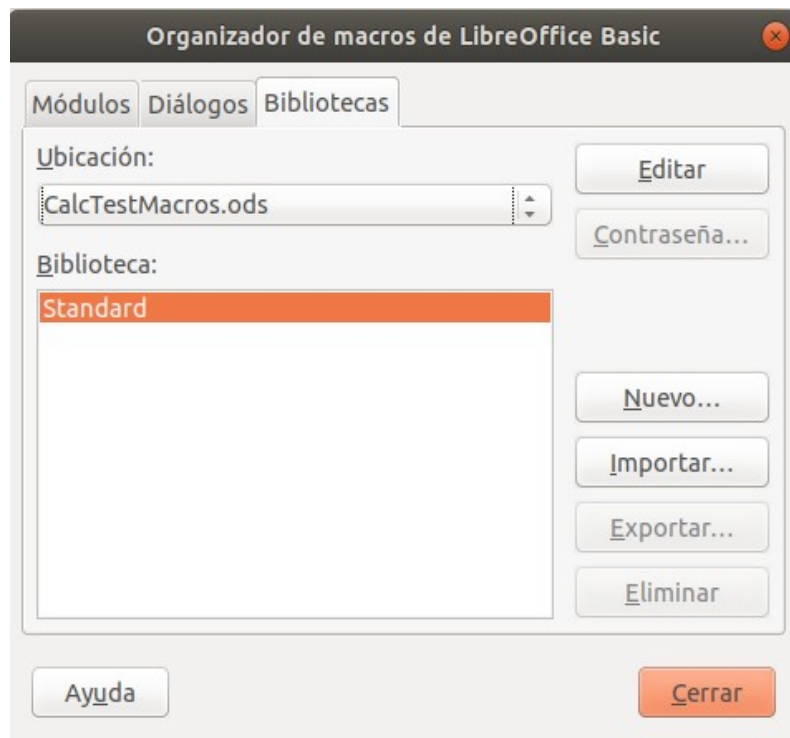 Organizador de macros de LibreOffice Basic
Módulos Diálogos Bibliotecas
Ubicación:
CalcTestMacros.ods
Biblioteca:
Standard
Editar
Contraseña...
Nuevo...
Importar...
Exportar...
Eliminar
Ayuda
Cerrar